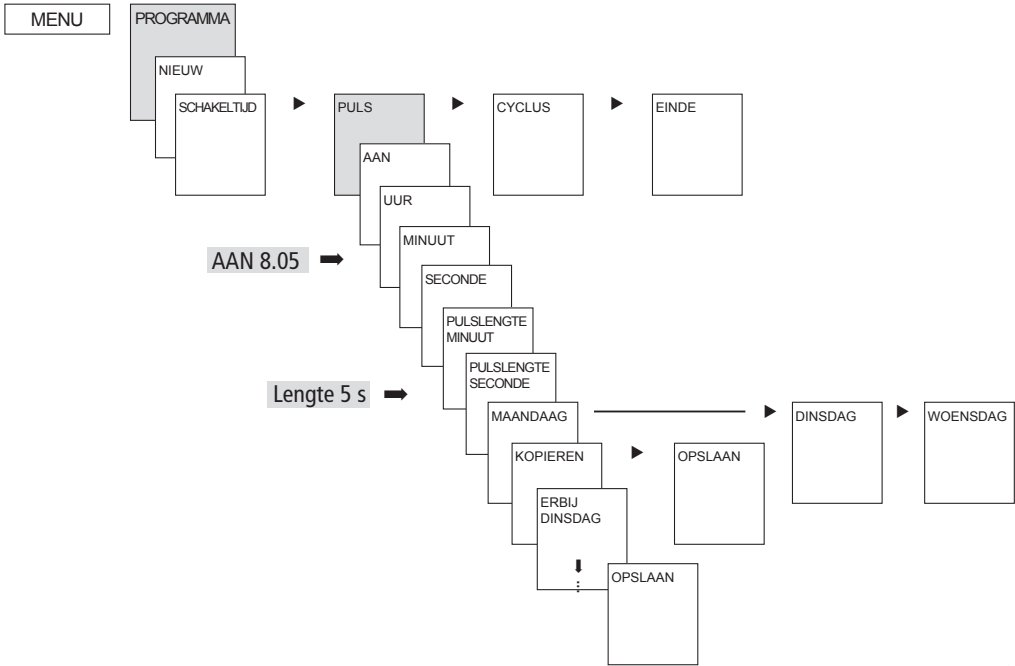 MENU
PROGRAMMA
NIEUW
SCHAKELTIJD
PULS
CYCLUS
EINDE
AAN
UUR
MINUUT
AAN 8.05
SECONDE
PULSLENGTE
MINUUT
PULSLENGTE
SECONDE
Lengte 5 s
MAANDAAG
DINSDAG
WOENSDAG
KOPIEREN
OPSLAAN
ERBIJ
DINSDAG
OPSLAAN